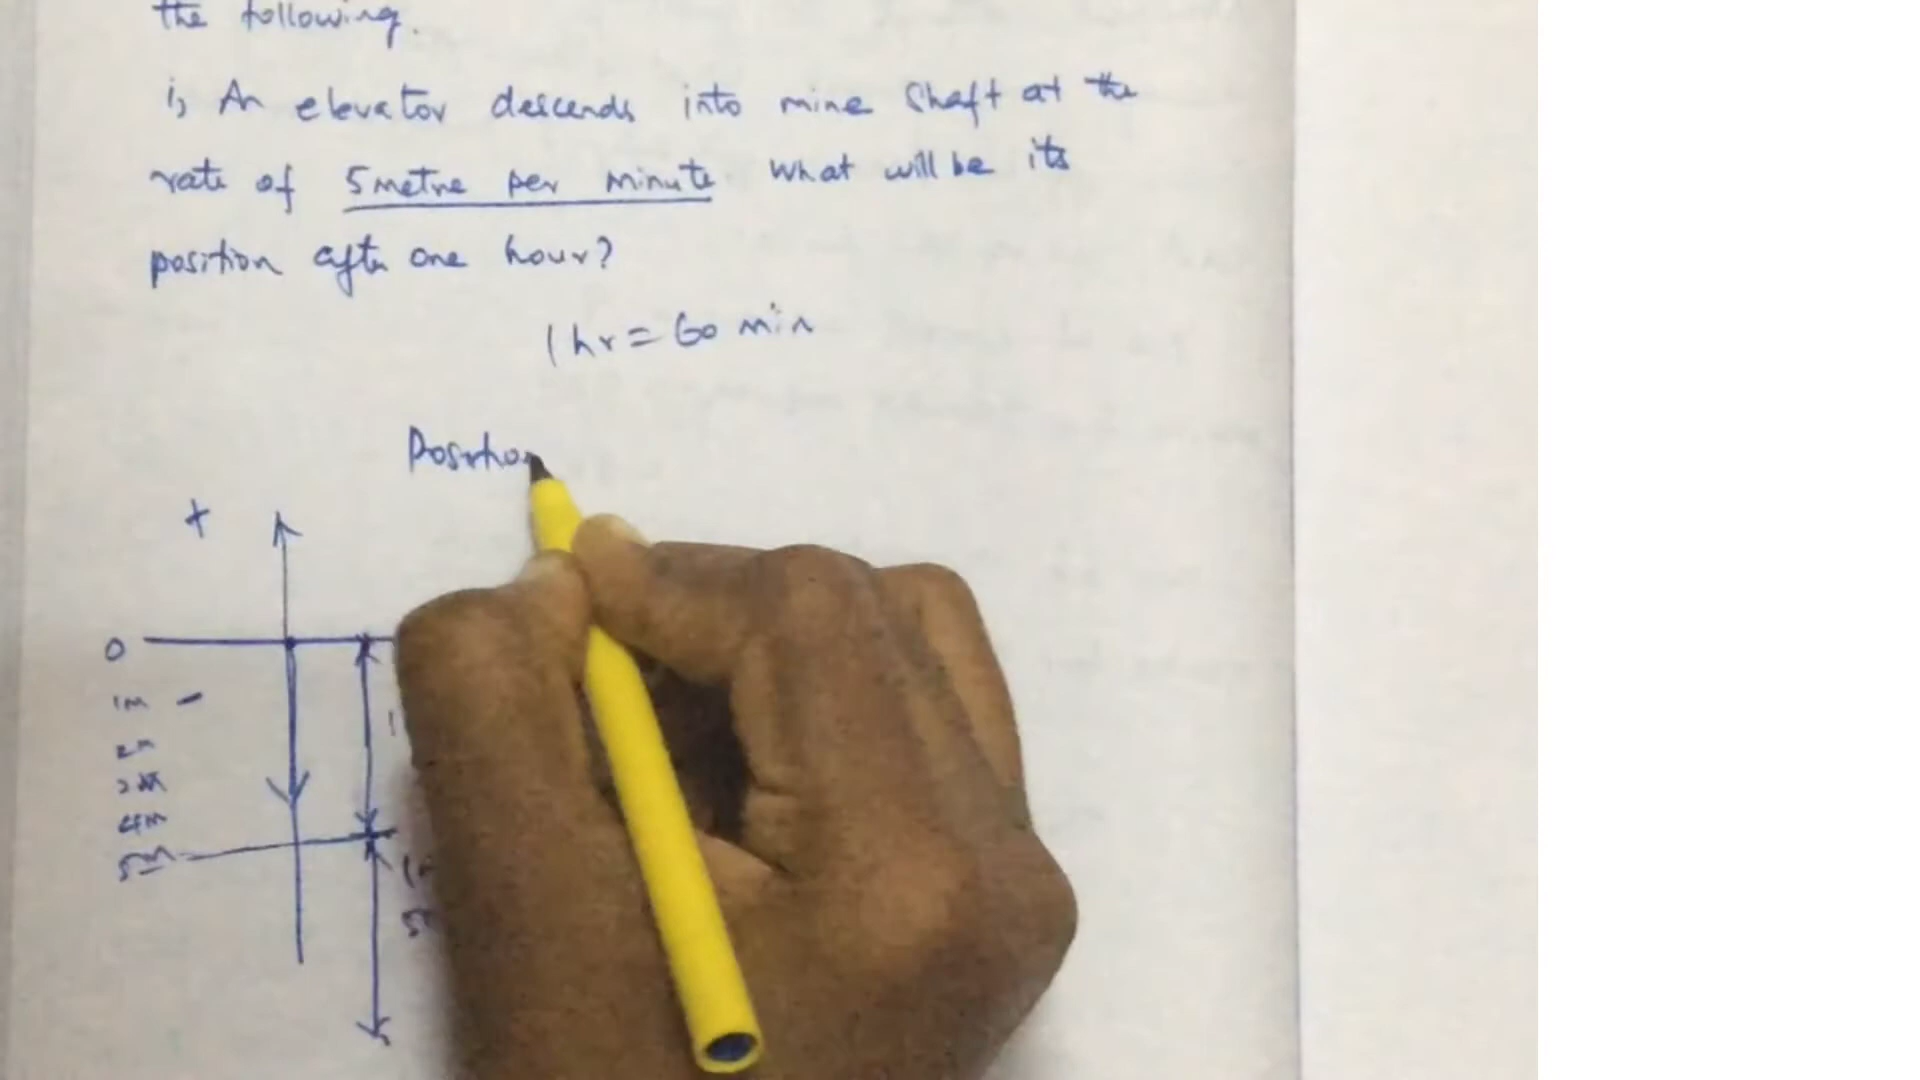 the following.
i, An elevator descends into mine shaft at the
rate of 5 metre per minute. What will be its
position after one hour?
1 hr = 60 min
Position
+
0
1m -
2m
3m
4m
5m